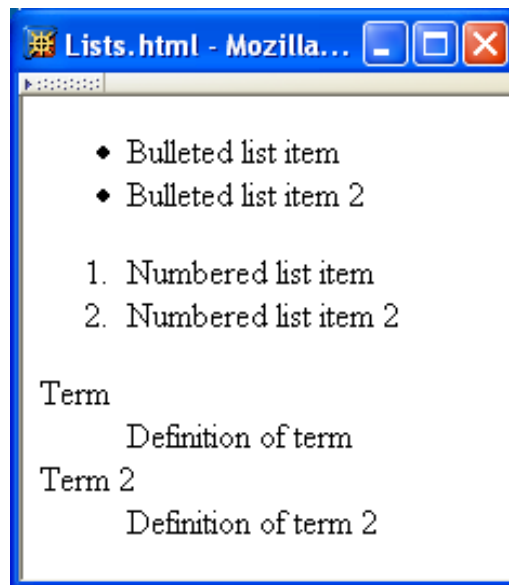 Lists.html - Mozilla...
• Bulleted list item
• Bulleted list item 2
1. Numbered list item
2. Numbered list item 2
Term
Definition of term
Term 2
Definition of term 2